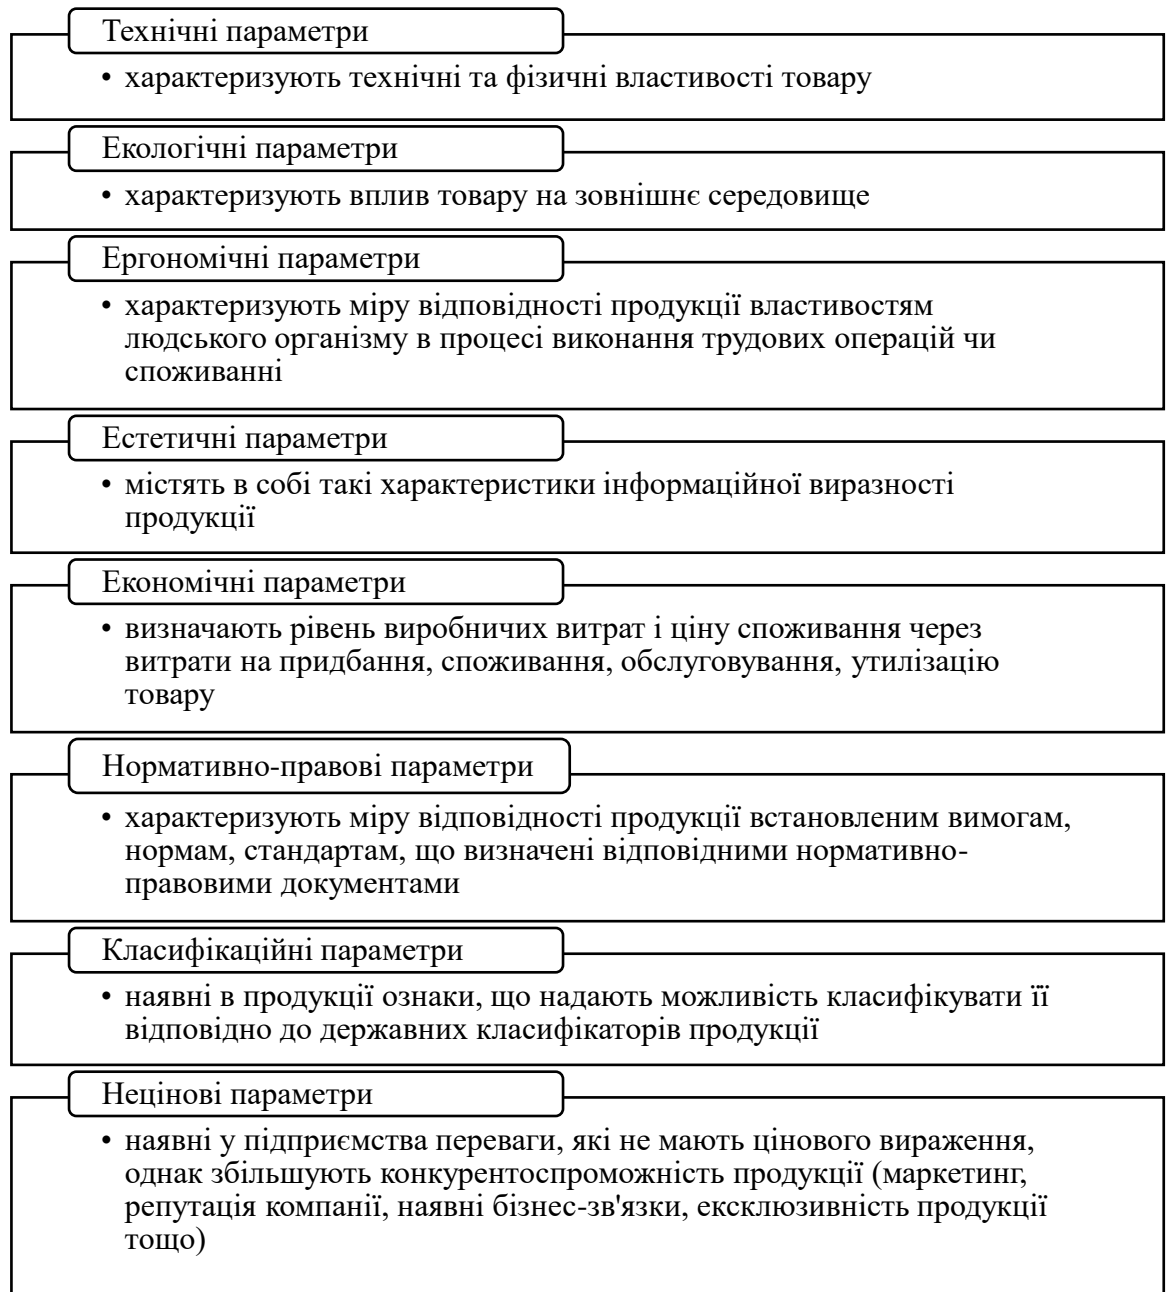 Технічні параметри
• характеризують технічні та фізичні властивості товару
Екологічні параметри
• характеризують вплив товару на зовнішнє середовище
Ергономічні параметри
• характеризують міру відповідності продукції властивостям
людського організму в процесі виконання трудових операцій чи
споживанні
Естетичні параметри
• містять в собі такі характеристики інформаційної виразності
продукції
Економічні параметри
• визначають рівень виробничих витрат і ціну споживання через
витрати на придбання, споживання, обслуговування, утилізацію
товару
Нормативно-правові параметри
• характеризують міру відповідності продукції встановленим вимогам,
нормам, стандартам, що визначені відповідними нормативно-
правовими документами
Класифікаційні параметри
• наявні в продукції ознаки, що надають можливість класифікувати її
відповідно до державних класифікаторів продукції
Нецінові параметри
• наявні у підприємства переваги, які не мають цінового вираження,
однак збільшують конкурентоспроможність продукції (маркетинг,
репутація компанії, наявні бізнес-зв'язки, ексклюзивність продукції
тощо)